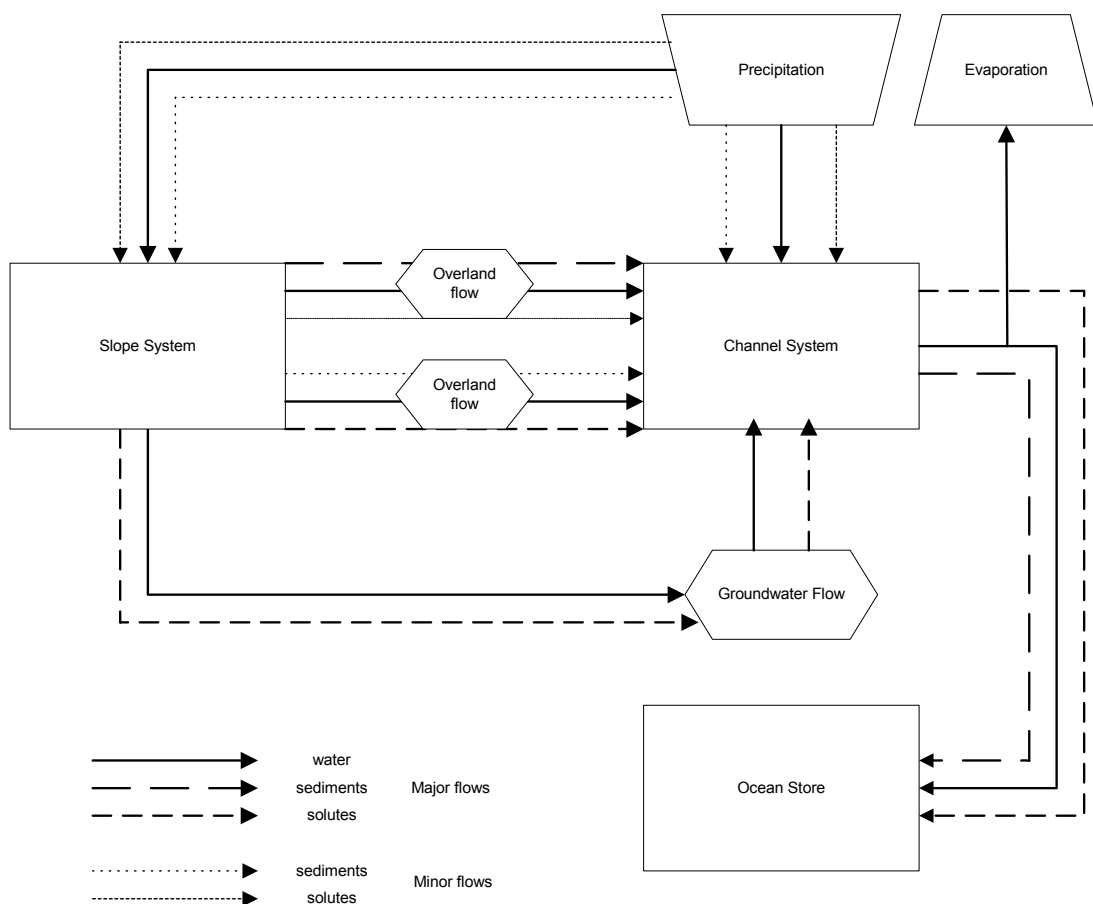 Precipitation
Evaporation
Overland
flow
Slope System
Channel System
Overland
flow
Groundwater Flow
water
sediments
Major flows
solutes
Ocean Store
sediments
Minor flows
solutes